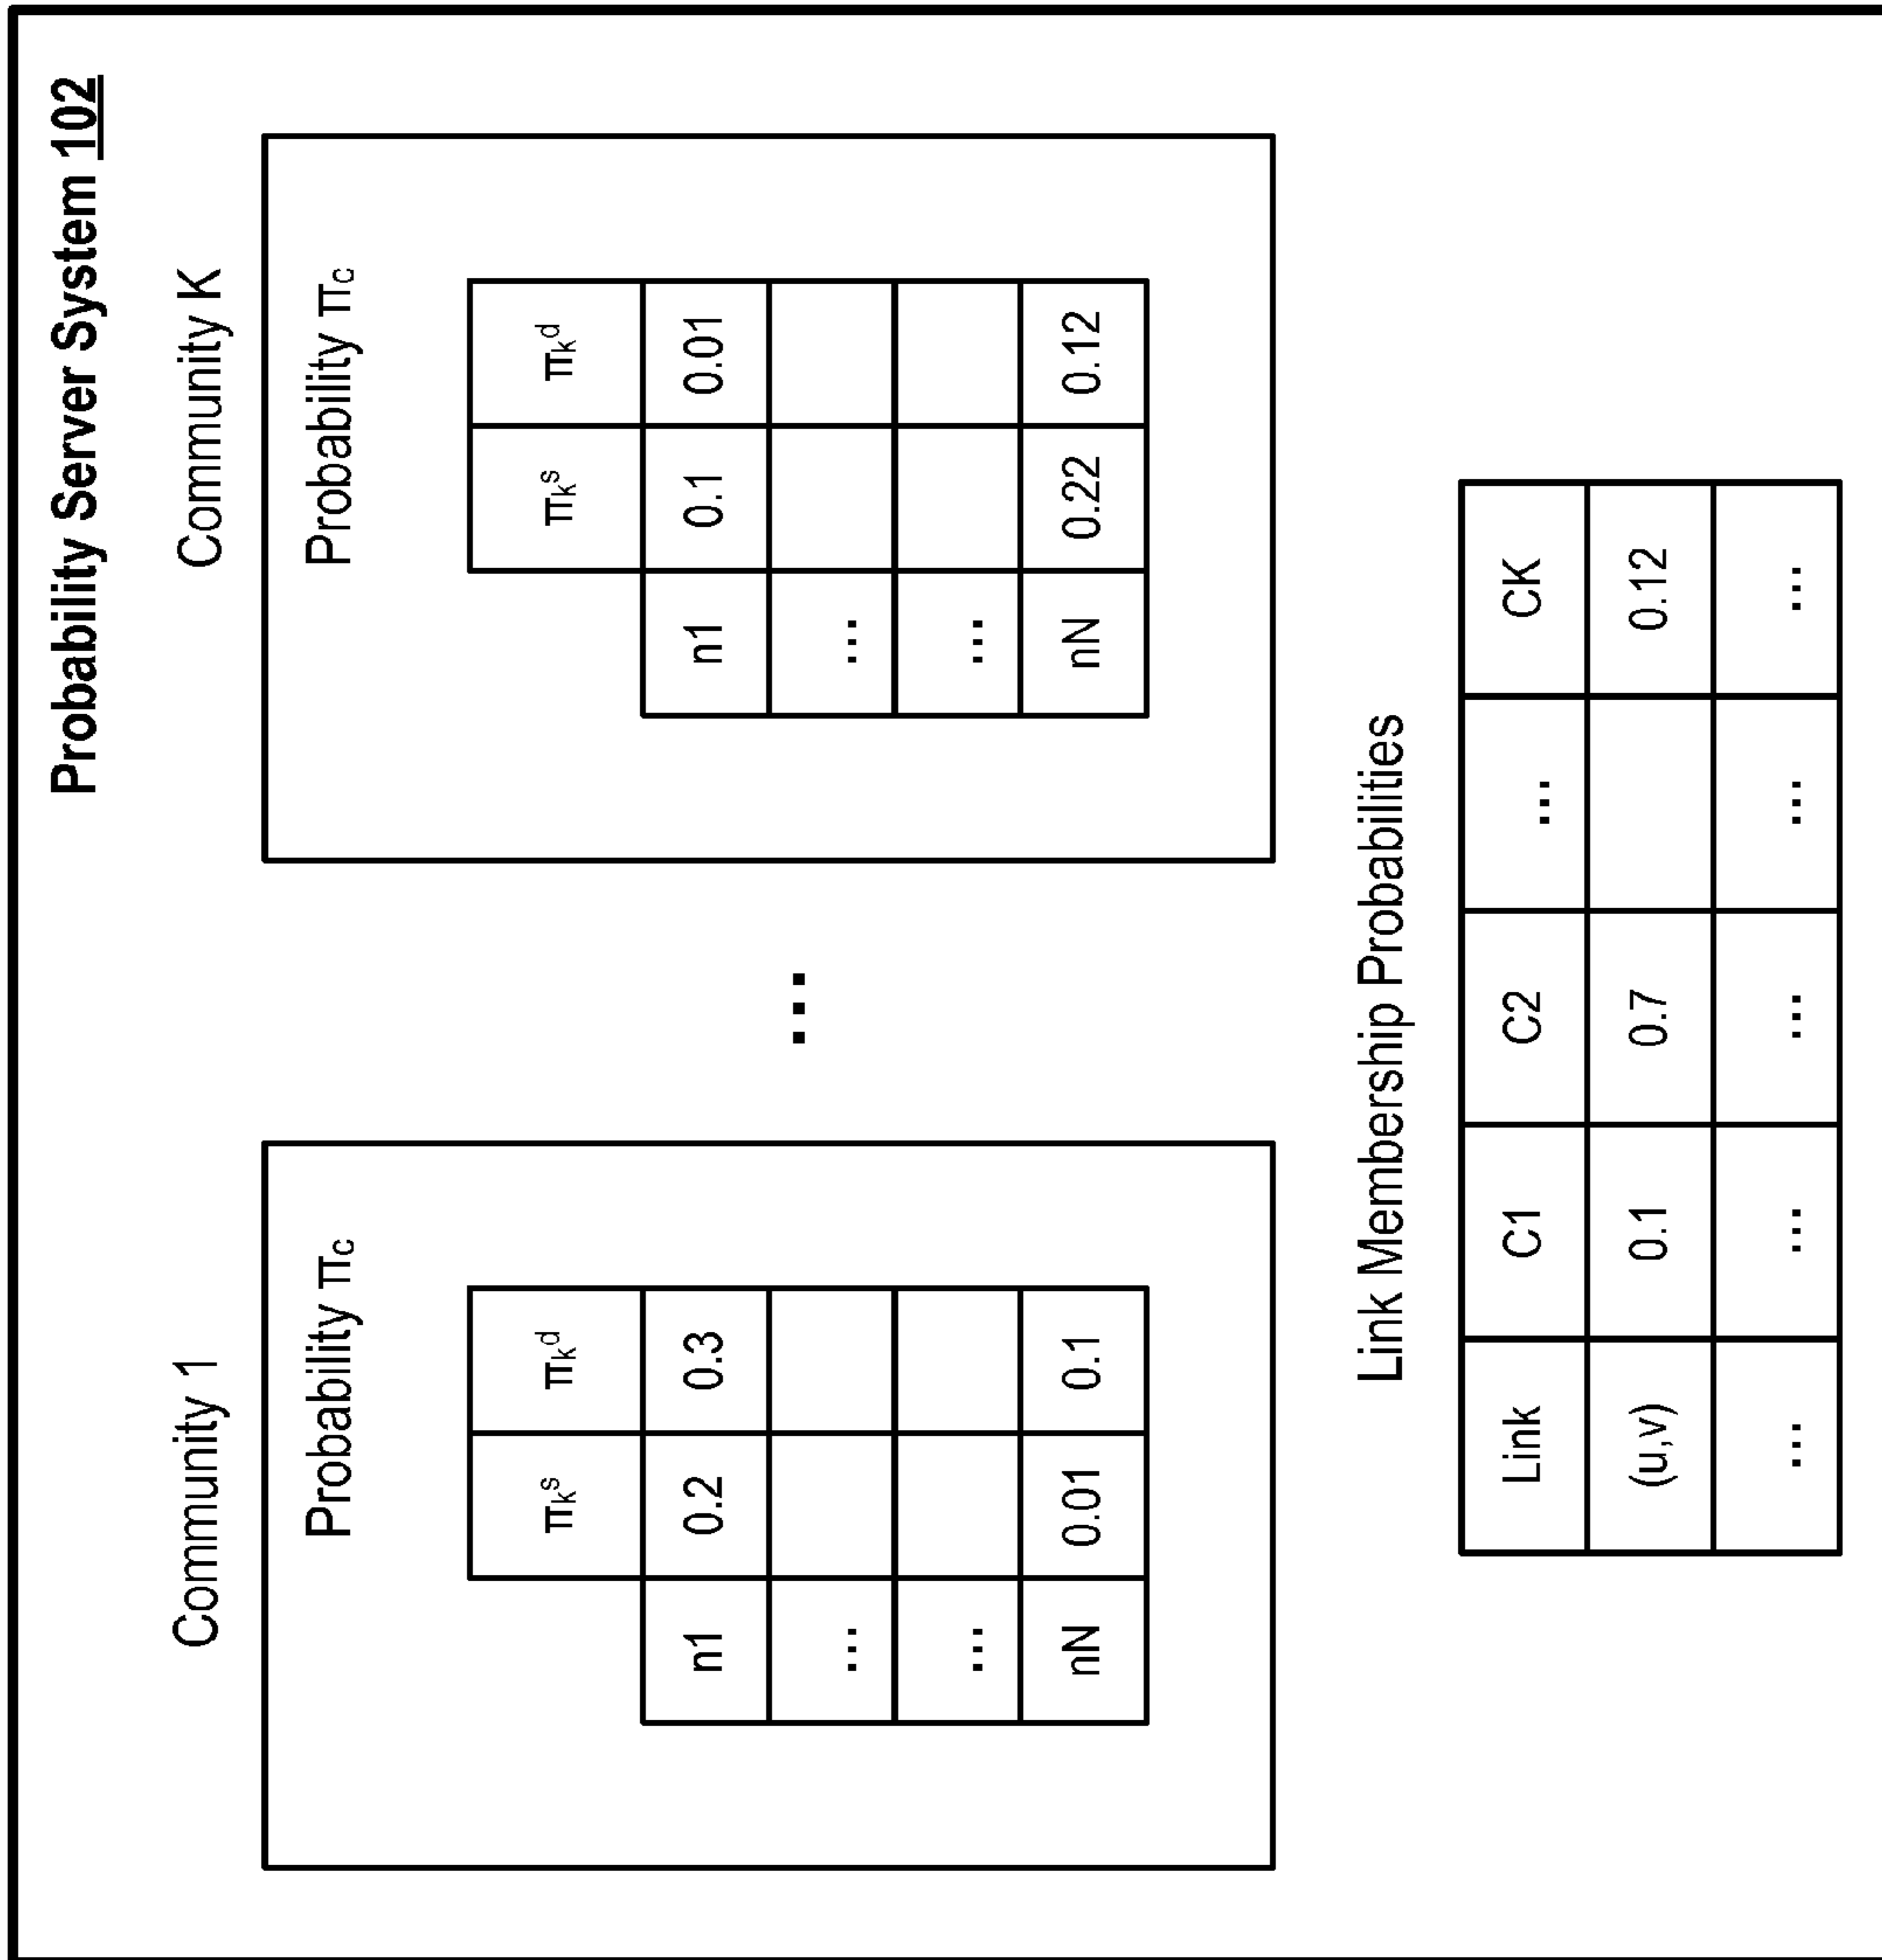 Probability Server System 102
Community 1
Probability πc
πks πkd
n1 0.2 0.3
...
...
nN 0.01 0.1
...
Community K
Probability πc
πks πkd
n1 0.1 0.01
...
...
nN 0.22 0.12
Link Membership Probabilities
Link C1 C2 ... CK
(u,v) 0.1 0.7 0.12
... ... ... ... ...